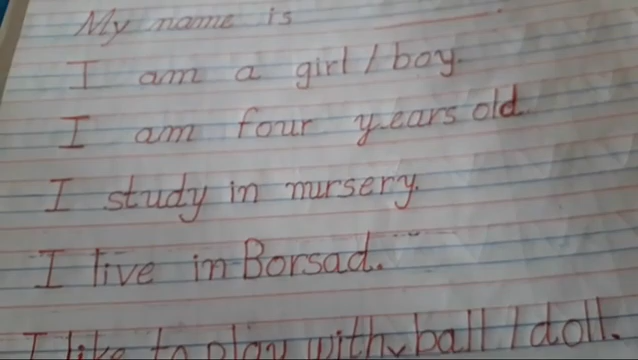 My name is ________.
I am a girl / boy.
I am four years old
I study in nursery.
I live in Borsad.
I like to play with ball / doll.